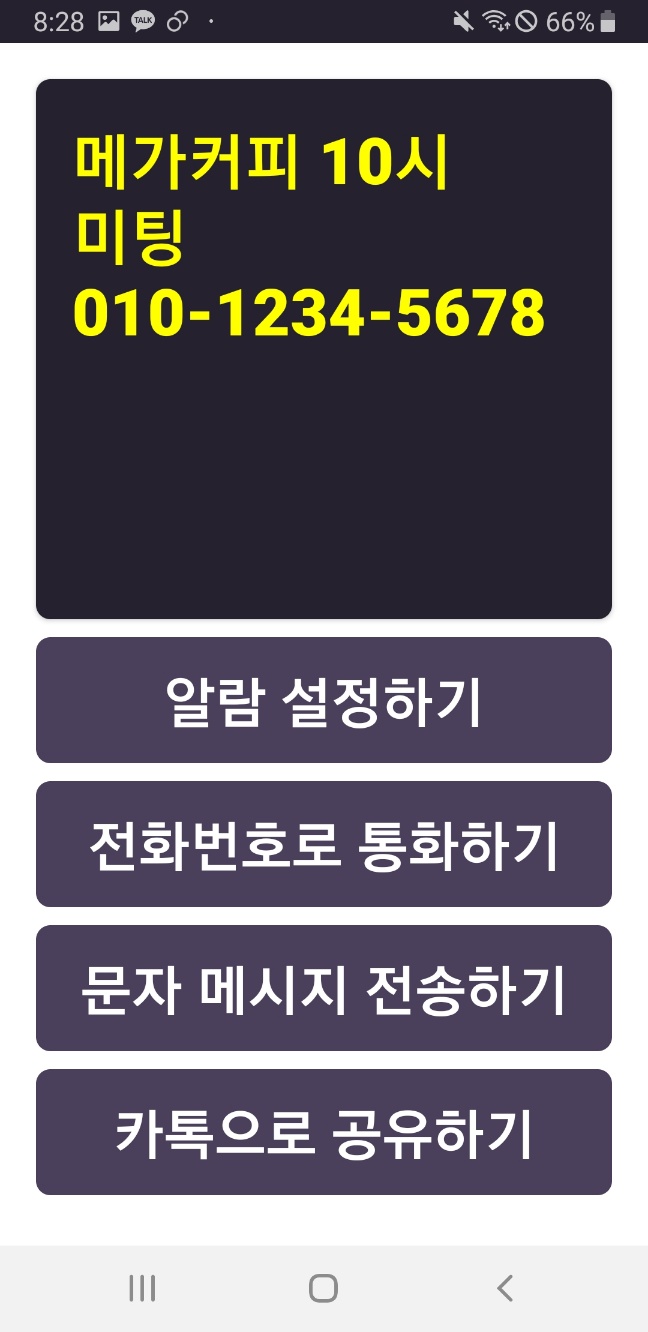 8:28 TALK 66%
메가커피 10시
미팅
010-1234-5678
알람 설정하기
전화번호로 통화하기
문자 메시지 전송하기
카톡으로 공유하기